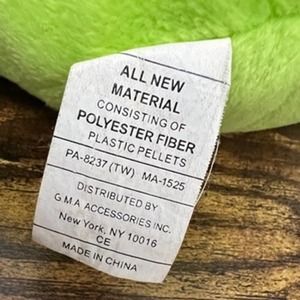 ALL NEW
MATERIAL
CONSISTING OF
POLYESTER FIBER
PLASTIC PELLETS
PA-8237 (TW) MA-1525
DISTRIBUTED BY
G.M.A ACCESSORIES INC.
New York, NY 10016
CE
MADE IN CHINA